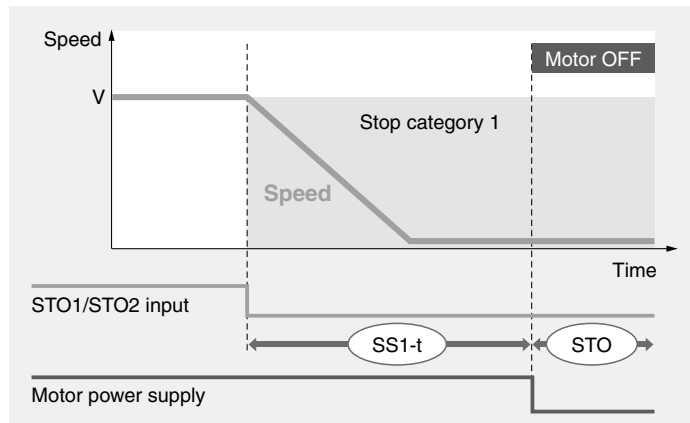 Speed
Motor OFF
V
Stop category 1
Speed
Time
STO1/STO2 input
SS1-t
STO
Motor power supply